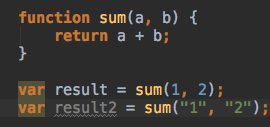 function sum(a, b) {
    return a + b;
}
var result = sum(1, 2);
var result2 = sum("1", "2");